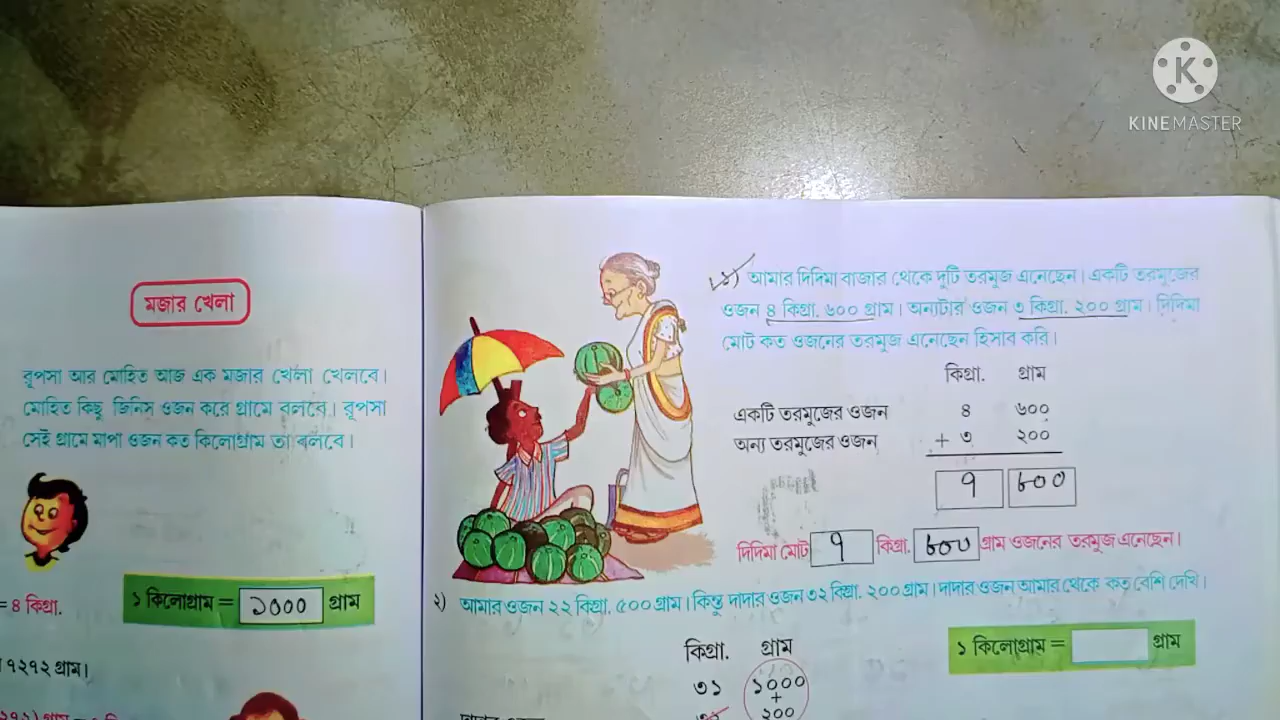 KINEMASTER
মজার খেলা
রূপসা আর মোহিত আজ এক মজার খেলা খেলবে।
মোহিত কিছু জিনিস ওজন করে গ্রামে বলবে। রূপসা
সেই গ্রামে মাপা ওজন কত কিলোগ্রাম তা বলবে।
১ কিলোগ্রাম = ১০০০ গ্রাম
= ৪ কিগ্রা.
৭২৭২ গ্রাম।
১) আমার দিদিমা বাজার থেকে দুটি তরমুজ এনেছেন। একটি তরমুজের
ওজন ৪ কিগ্রা. ৬০০ গ্রাম। অন্যটার ওজন ৩ কিগ্রা. ২০০ গ্রাম। দিদিমা
মোট কত ওজনের তরমুজ এনেছেন হিসাব করি।
কিগ্রা. গ্রাম
একটি তরমুজের ওজন ৪ ৬০০
অন্য তরমুজের ওজন + ৩ ২০০
৭ ৮০০
দিদিমা মোট ৭ কিগ্রা. ৮০০ গ্রাম ওজনের তরমুজ এনেছেন।
২) আমার ওজন ২২ কিগ্রা. ৫০০ গ্রাম। কিন্তু দাদার ওজন ৩২ কিগ্রা. ২০০ গ্রাম। দাদার ওজন আমার থেকে কত বেশি দেখি।
কিগ্রা. গ্রাম
১ কিলোগ্রাম = গ্রাম
৩১ ১০০০
+
৩২ ২০০